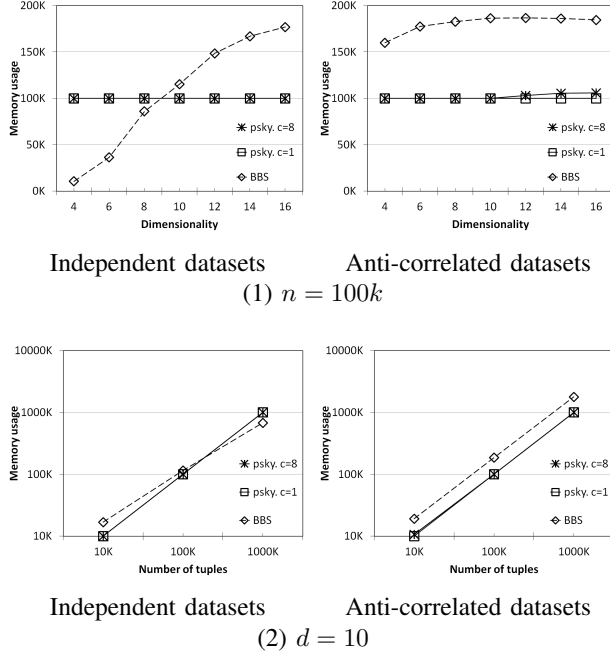 200K
150K
100K
50K
0K
Memory usage
4 6 8 10 12 14 16
Dimensionality
psky. c=8
psky. c=1
BBS
200K
150K
100K
50K
0K
Memory usage
4 6 8 10 12 14 16
Dimensionality
psky. c=8
psky. c=1
BBS
Independent datasets
Anti-correlated datasets
(1) n = 100k
10000K
1000K
100K
10K
Memory usage
10K 100K 1000K
Number of tuples
psky. c=8
psky. c=1
BBS
10000K
1000K
100K
10K
Memory usage
10K 100K 1000K
Number of tuples
psky. c=8
psky. c=1
BBS
Independent datasets
Anti-correlated datasets
(2) d = 10